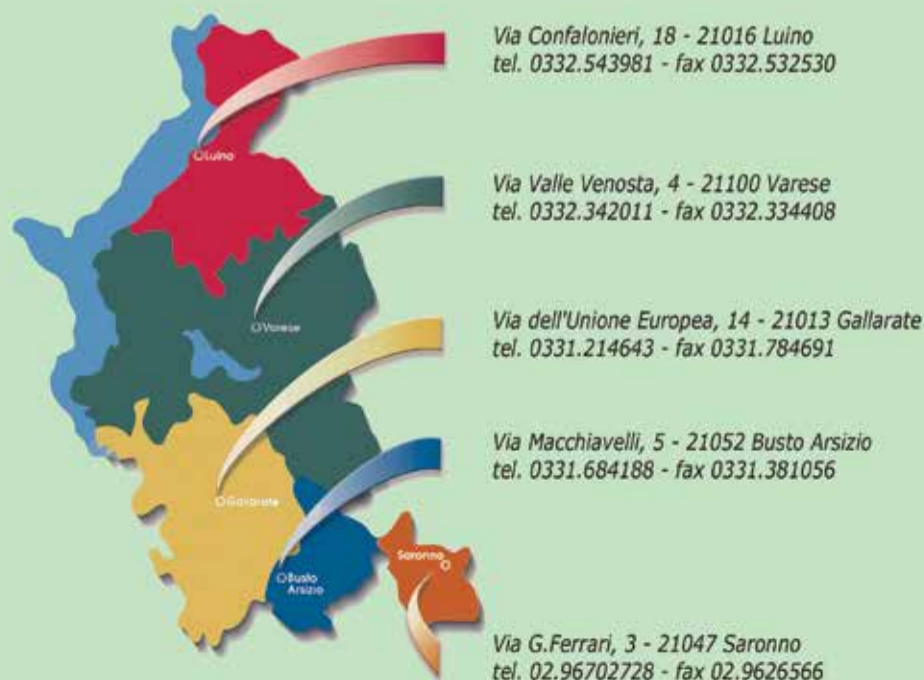 Via Confalonieri, 18 - 21016 Luino
tel. 0332.543981 - fax 0332.532530
Luino
Via Valle Venosta, 4 - 21100 Varese
tel. 0332.342011 - fax 0332.334408
Varese
Via dell'Unione Europea, 14 - 21013 Gallarate
tel. 0331.214643 - fax 0331.784691
Via Macchiavelli, 5 - 21052 Busto Arsizio
tel. 0331.684188 - fax 0331.381056
Saronno
Busto
Arsizio
Via G.Ferrari, 3 - 21047 Saronno
tel. 02.96702728 - fax 02.9626566